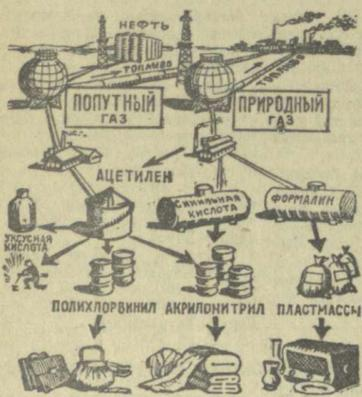 НЕФТЬ
ТОПЛИВО
ТОПЛИВО
ПОПУТНЫЙ
ГАЗ
ПРИРОДНЫЙ
ГАЗ
АЦЕТИЛЕН
СИНИЛЬНАЯ
КИСЛОТА
ФОРМАЛИН
УКСУСНАЯ
КИСЛОТА
ПОЛИХЛОРВИНИЛ
АКРИЛОНИТРИЛ
ПЛАСТМАССЫ